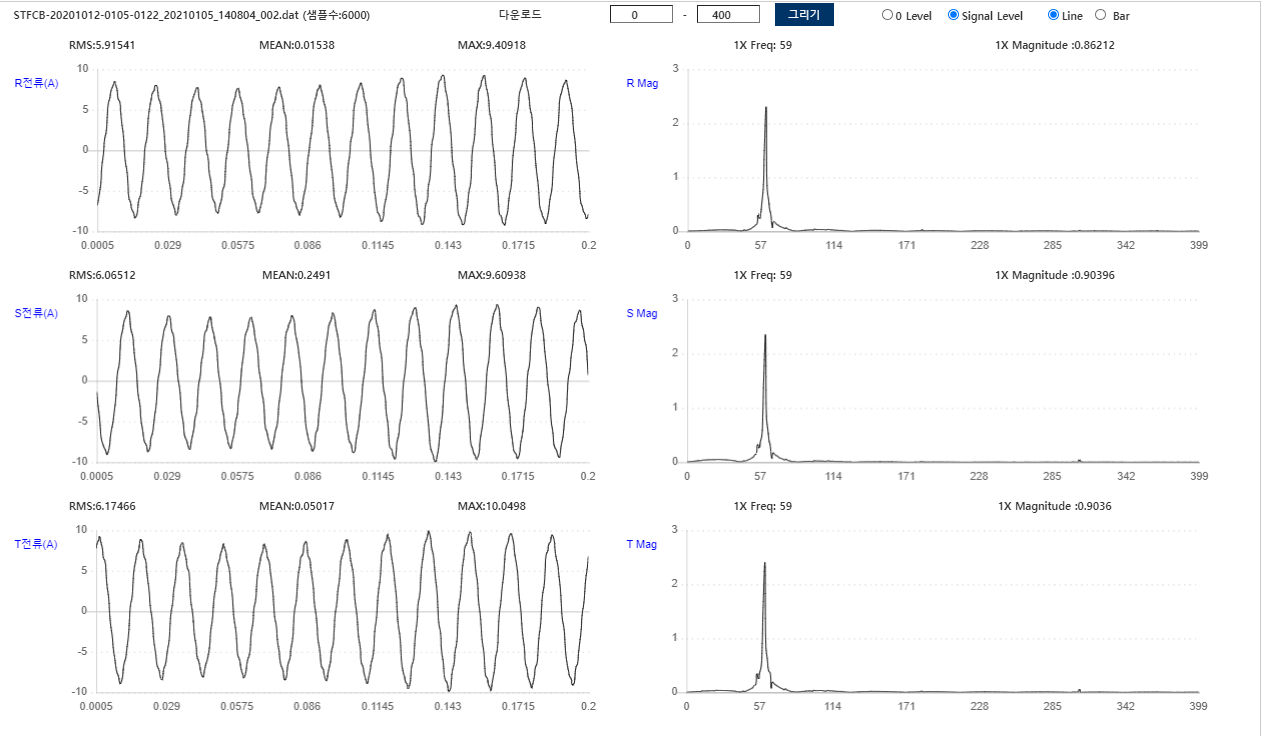 STFCB-20201012-0105-0122_20210105_140804_002.dat (샘플수:6000) 다운로드 0 - 400 그리기 0 Level Signal Level Line Bar
RMS:5.91541 MEAN:0.01538 MAX:9.40918 1X Freq: 59 1X Magnitude :0.86212
R전류(A)
10
5
0
-5
-10
0.0005 0.029 0.0575 0.086 0.1145 0.143 0.1715 0.2
R Mag
3
2
1
0
0 57 114 171 228 285 342 399
RMS:6.06512 MEAN:0.2491 MAX:9.60938 1X Freq: 59 1X Magnitude :0.90396
S전류(A)
10
5
0
-5
-10
0.0005 0.029 0.0575 0.086 0.1145 0.143 0.1715 0.2
S Mag
3
2
1
0
0 57 114 171 228 285 342 399
RMS:6.17466 MEAN:0.05017 MAX:10.0498 1X Freq: 59 1X Magnitude :0.9036
T전류(A)
10
5
0
-5
-10
0.0005 0.029 0.0575 0.086 0.1145 0.143 0.1715 0.2
T Mag
3
2
1
0
0 57 114 171 228 285 342 399